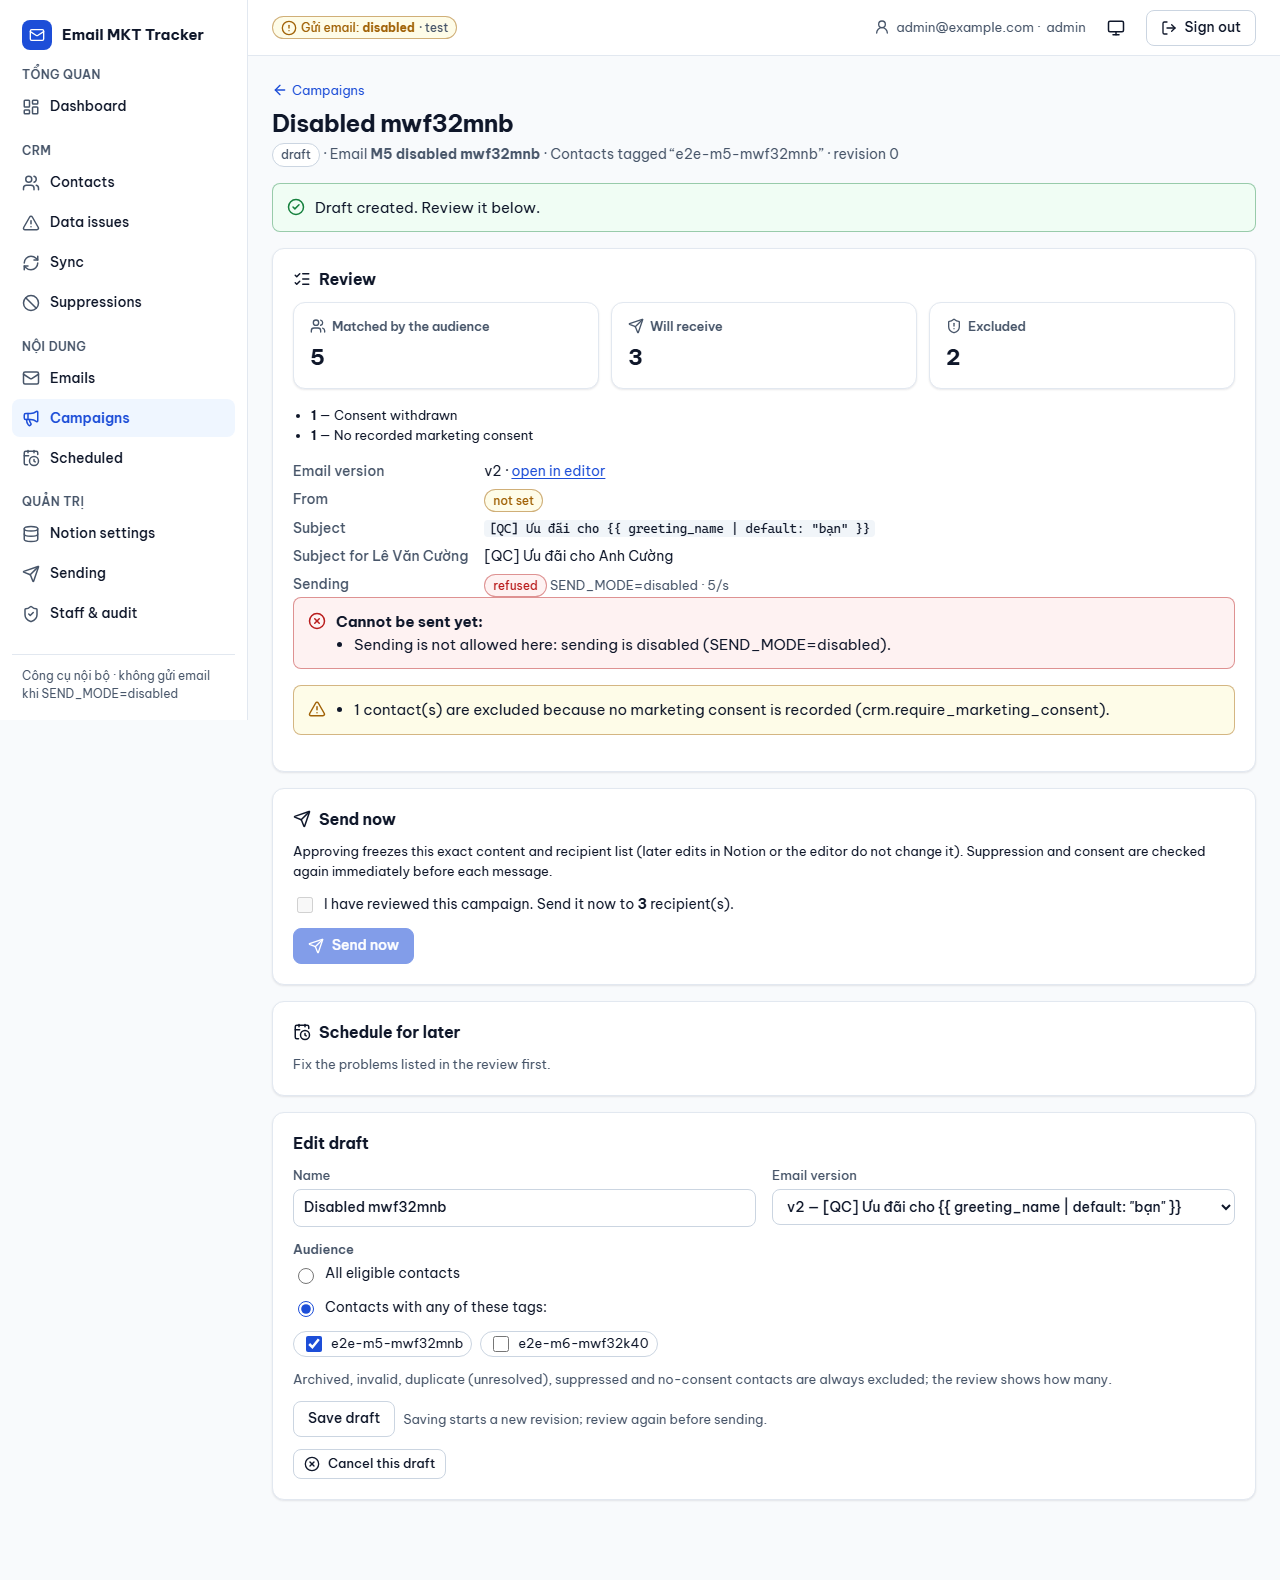 Email MKT Tracker
TỔNG QUAN
Dashboard
CRM
Contacts
Data issues
Sync
Suppressions
NỘI DUNG
Emails
Campaigns
Scheduled
QUẢN TRỊ
Notion settings
Sending
Staff & audit
Công cụ nội bộ · không gửi email
khi SEND_MODE=disabled
Gửi email: disabled · test
admin@example.com · admin
Sign out
Campaigns
Disabled mwf32mnb
draft · Email M5 disabled mwf32mnb · Contacts tagged “e2e-m5-mwf32mnb” · revision 0
Draft created. Review it below.
Review
Matched by the audience
5
Will receive
3
Excluded
2
1 — Consent withdrawn
1 — No recorded marketing consent
Email version v2 · open in editor
From not set
Subject [QC] Ưu đãi cho {{ greeting_name | default: "bạn" }}
Subject for Lê Văn Cường [QC] Ưu đãi cho Anh Cường
Sending refused SEND_MODE=disabled · 5/s
Cannot be sent yet:
Sending is not allowed here: sending is disabled (SEND_MODE=disabled).
1 contact(s) are excluded because no marketing consent is recorded (crm.require_marketing_consent).
Send now
Approving freezes this exact content and recipient list (later edits in Notion or the editor do not change it). Suppression and consent are checked
again immediately before each message.
I have reviewed this campaign. Send it now to 3 recipient(s).
Send now
Schedule for later
Fix the problems listed in the review first.
Edit draft
Name
Disabled mwf32mnb
Email version
v2 — [QC] Ưu đãi cho {{ greeting_name | default: "bạn" }}
Audience
All eligible contacts
Contacts with any of these tags:
e2e-m5-mwf32mnb
e2e-m6-mwf32k40
Archived, invalid, duplicate (unresolved), suppressed and no-consent contacts are always excluded; the review shows how many.
Save draft Saving starts a new revision; review again before sending.
Cancel this draft